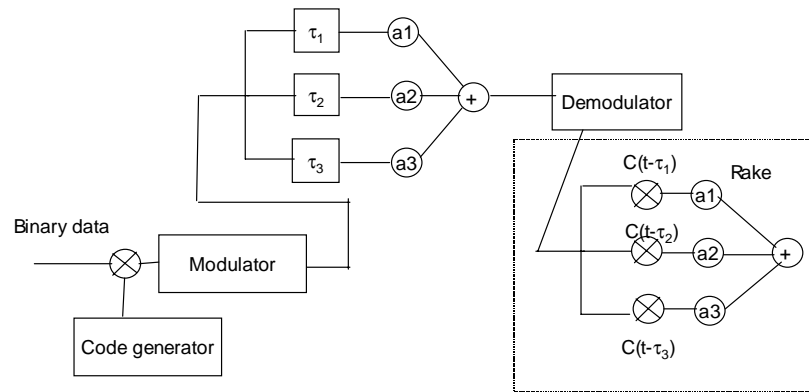 τ1
a1
τ2
a2
+
τ3
a3
Demodulator
C(t-τ1)
Rake
a1
C(t-τ2)
a2
+
a3
C(t-τ3)
Binary data
Modulator
Code generator